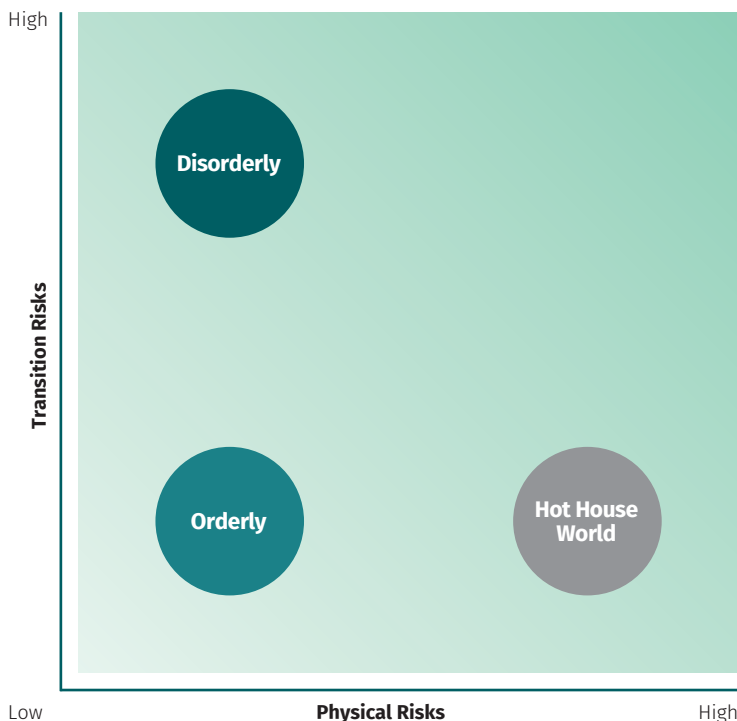 High
Disorderly
Transition Risks
Orderly
Hot House
World
Low
Physical Risks
High